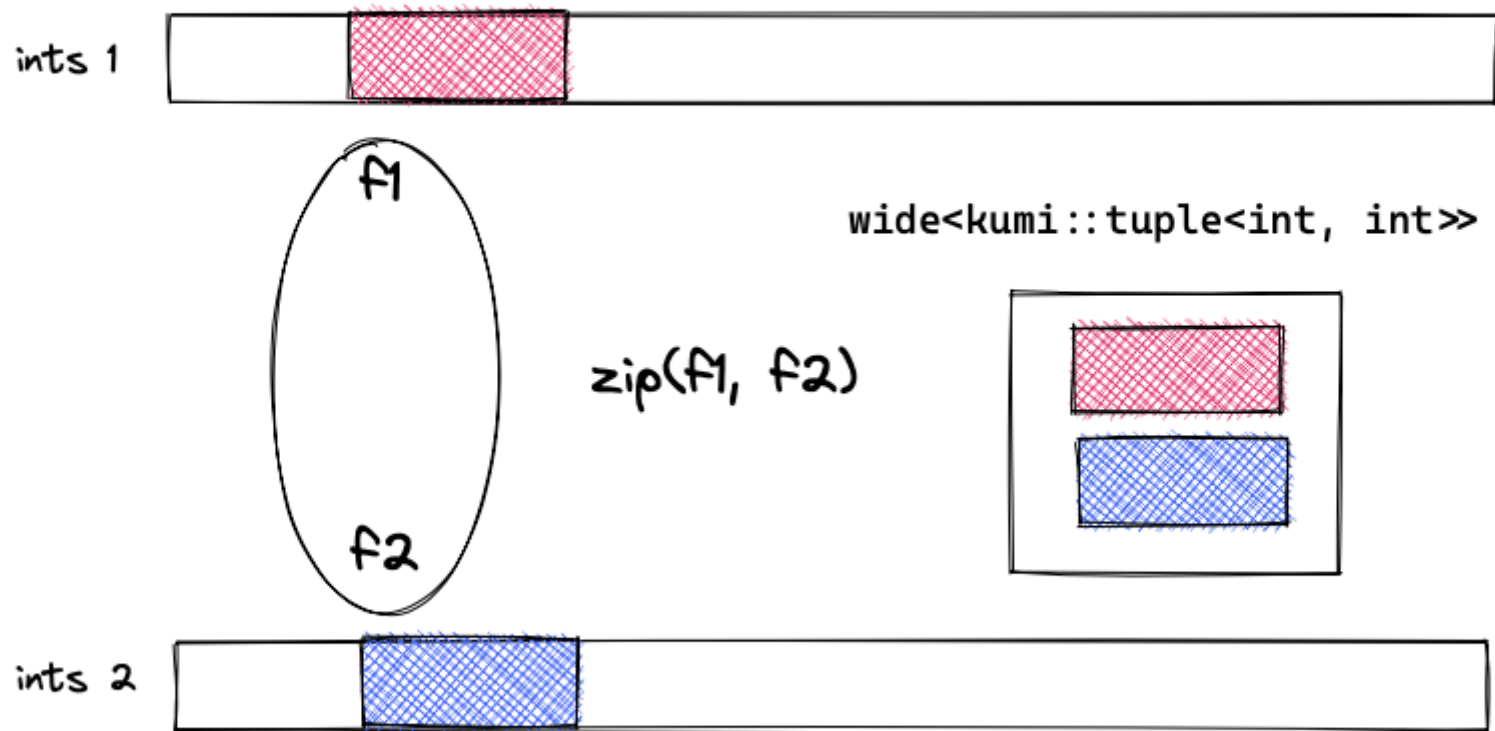 ints 1
f1
wide<kumi::tuple<int, int>>
zip(f1, f2)
f2
ints 2